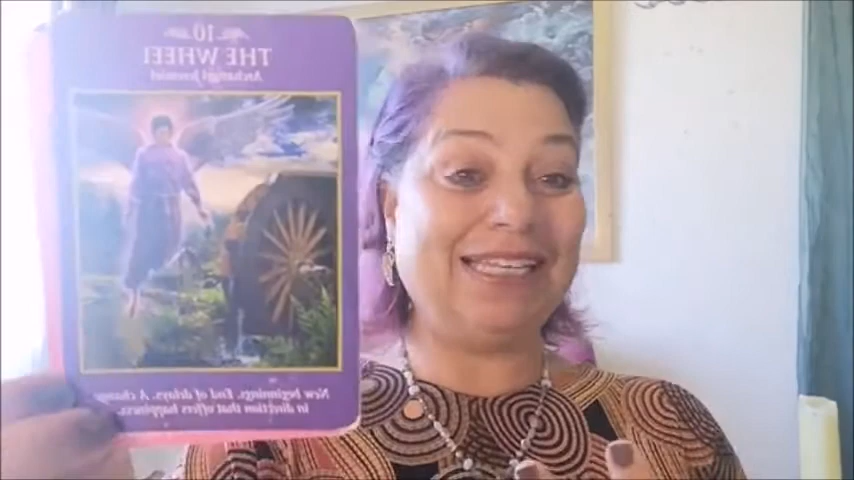 10
THE WHEEL
Archangel Jeremiel
New beginnings. End of delays. A change
in direction that offers happiness.